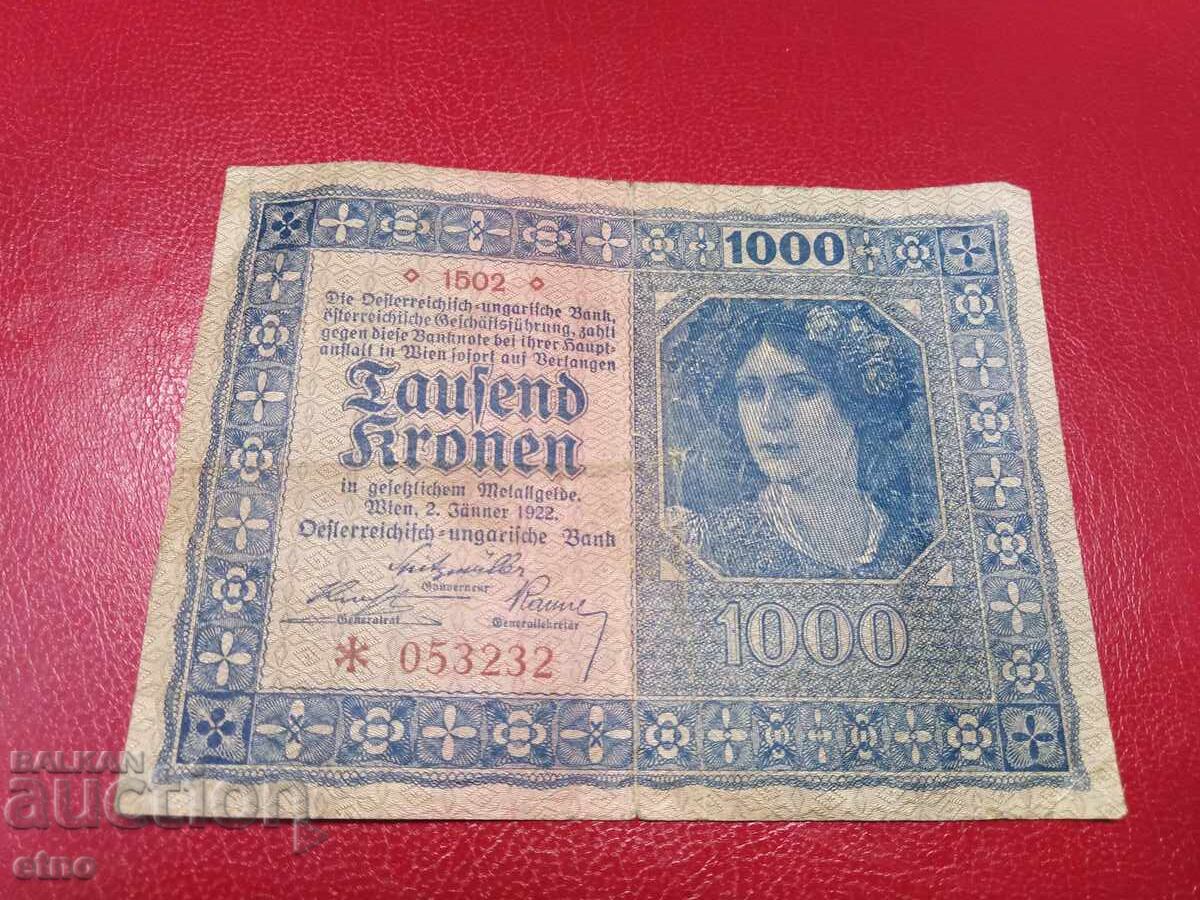 1000
◇ 1502 ◇
Die Oesterreichisch-ungarische Bank,
österreichische Geschäftsführung, zahlt
gegen diese Banknote bei ihrer Haupt-
anstalt in Wien sofort auf Verlangen
Tausend
Kronen
in gesetzlichem Metallgelde.
Wien, 2. Jänner 1922.
Oesterreichisch-ungarische Bank
Spitzmüller
Gouverneur
Generalrat
Generalsekretär
* 053232
1000
BALKAN
auction
etno